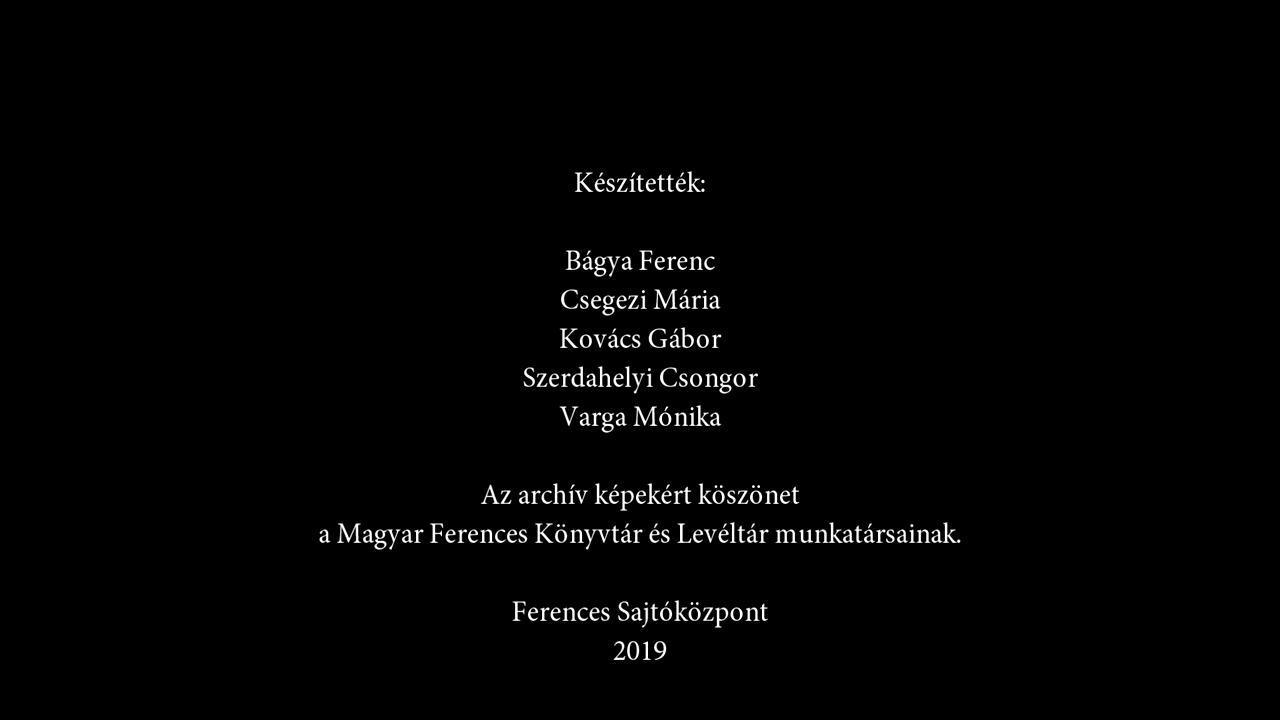 Készítették:
Bágya Ferenc
Csegezi Mária
Kovács Gábor
Szerdahelyi Csongor
Varga Mónika
Az archív képekért köszönet
a Magyar Ferences Könyvtár és Levéltár munkatársainak.
Ferences Sajtóközpont
2019